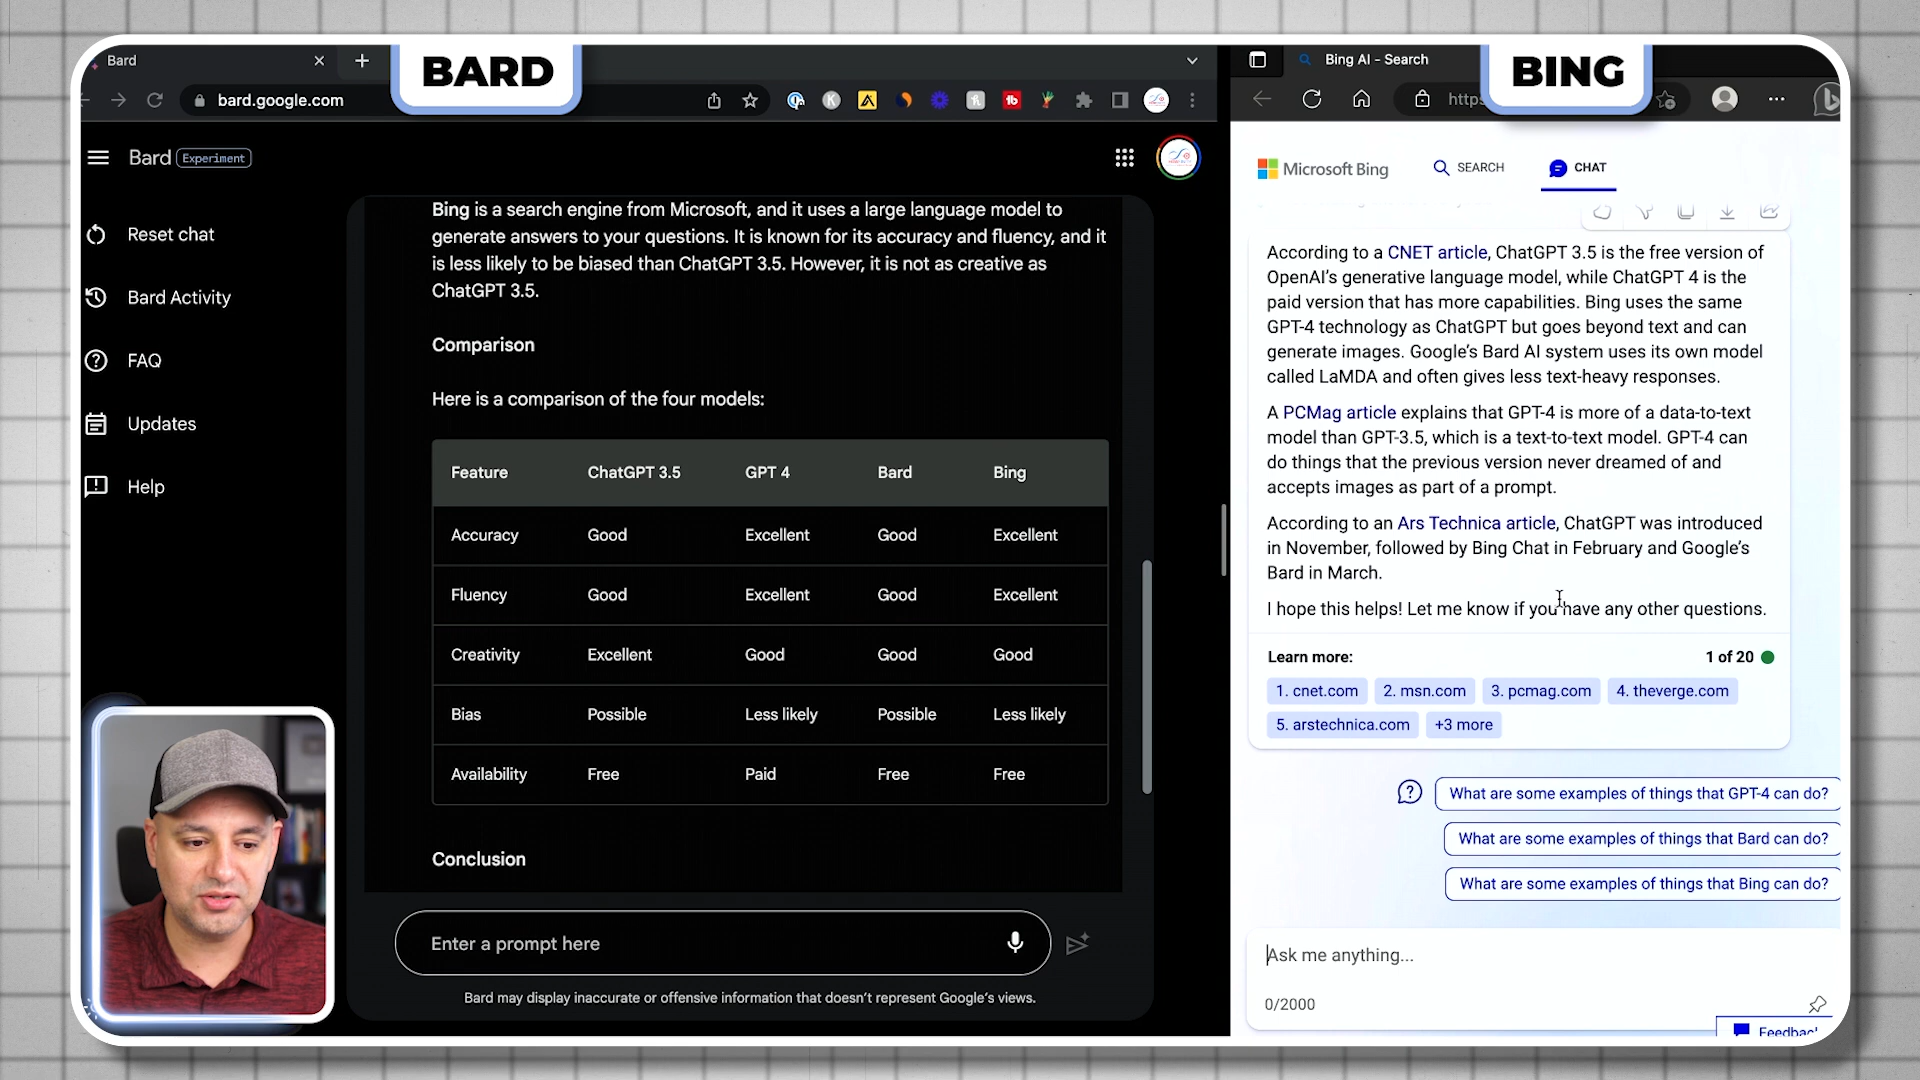 BARD
BING
Bard
bard.google.com
Bing AI - Search
Bard Experiment
Reset chat
Bard Activity
FAQ
Updates
Help
Bing is a search engine from Microsoft, and it uses a large language model to
generate answers to your questions. It is known for its accuracy and fluency, and it
is less likely to be biased than ChatGPT 3.5. However, it is not as creative as
ChatGPT 3.5.
Comparison
Here is a comparison of the four models:
Feature ChatGPT 3.5 GPT 4 Bard Bing
Accuracy Good Excellent Good Excellent
Fluency Good Excellent Good Excellent
Creativity Excellent Good Good Good
Bias Possible Less likely Possible Less likely
Availability Free Paid Free Free
Conclusion
Enter a prompt here
Bard may display inaccurate or offensive information that doesn't represent Google's views.
Microsoft Bing SEARCH CHAT
According to a CNET article, ChatGPT 3.5 is the free version of
OpenAI's generative language model, while ChatGPT 4 is the
paid version that has more capabilities. Bing uses the same
GPT-4 technology as ChatGPT but goes beyond text and can
generate images. Google's Bard AI system uses its own model
called LaMDA and often gives less text-heavy responses.
A PCMag article explains that GPT-4 is more of a data-to-text
model than GPT-3.5, which is a text-to-text model. GPT-4 can
do things that the previous version never dreamed of and
accepts images as part of a prompt.
According to an Ars Technica article, ChatGPT was introduced
in November, followed by Bing Chat in February and Google's
Bard in March.
I hope this helps! Let me know if you have any other questions.
Learn more: 1 of 20
1. cnet.com 2. msn.com 3. pcmag.com 4. theverge.com
5. arstechnica.com +3 more
What are some examples of things that GPT-4 can do?
What are some examples of things that Bard can do?
What are some examples of things that Bing can do?
Ask me anything...
0/2000